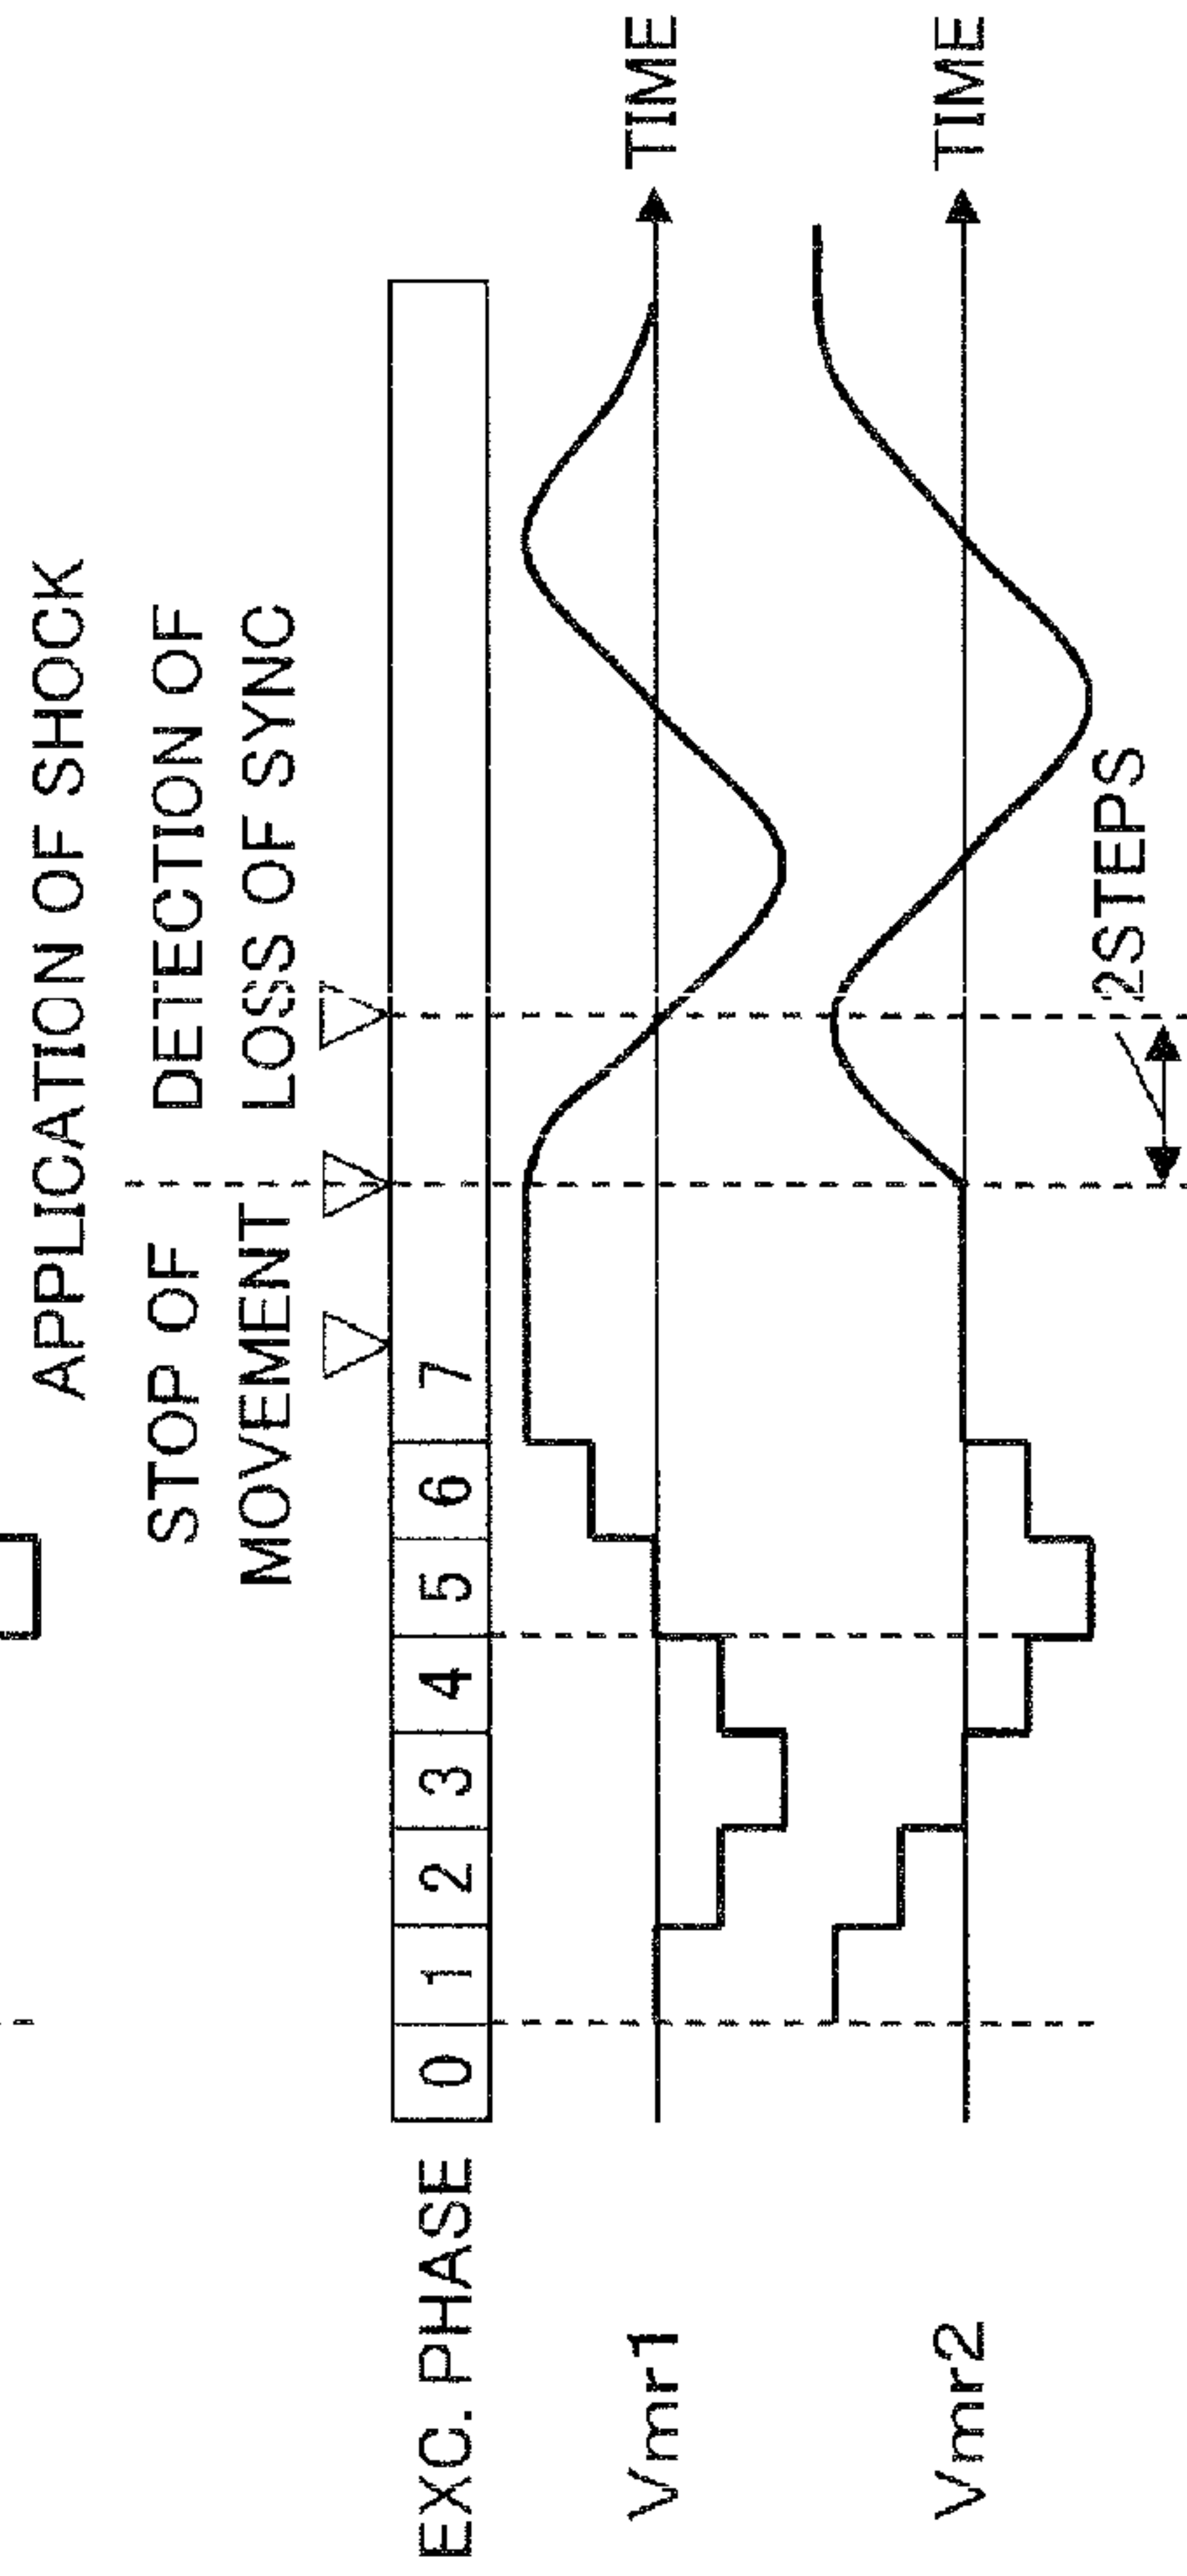 APPLICATION OF SHOCK
STOP OF
MOVEMENT
DETECTION OF
LOSS OF SYNC
EXC. PHASE 0 1 2 3 4 5 6 7
Vmr1
TIME
Vmr2
TIME
2STEPS